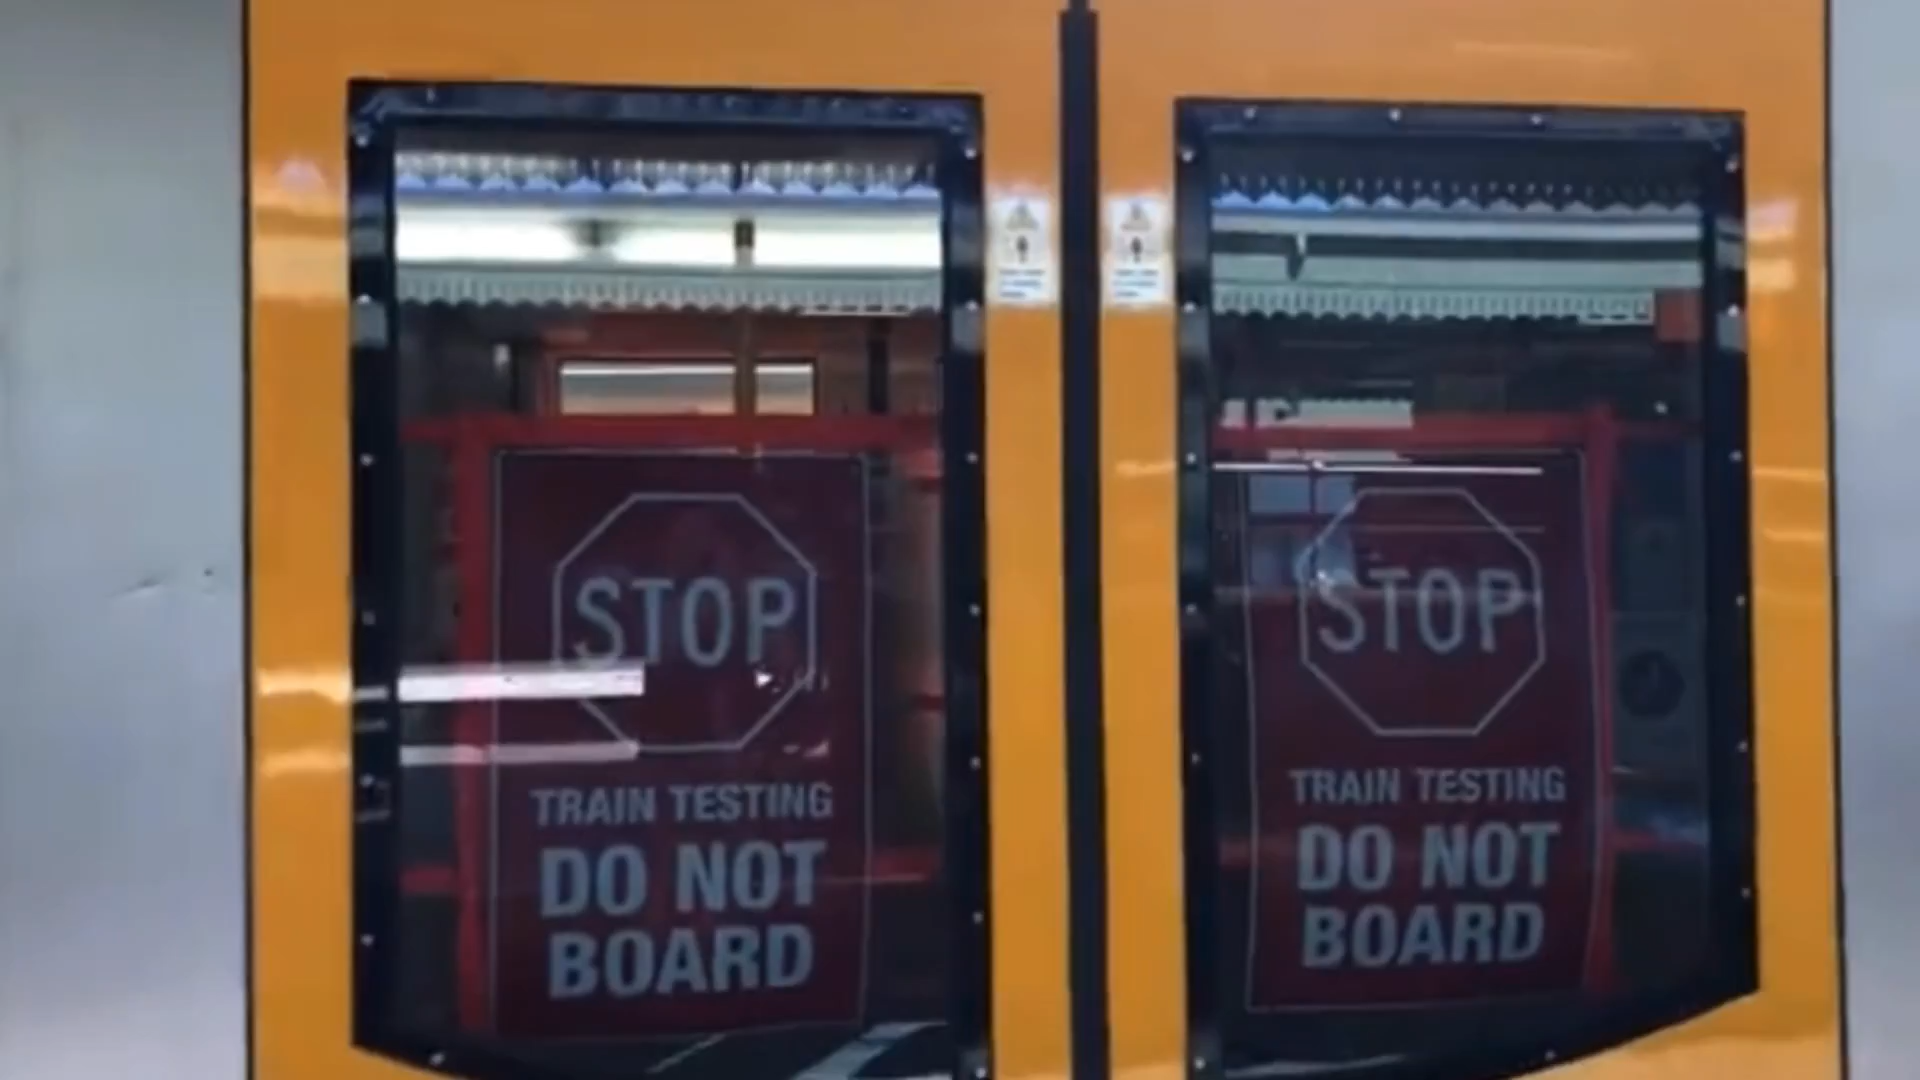 STOP
TRAIN TESTING
DO NOT
BOARD
STOP
TRAIN TESTING
DO NOT
BOARD